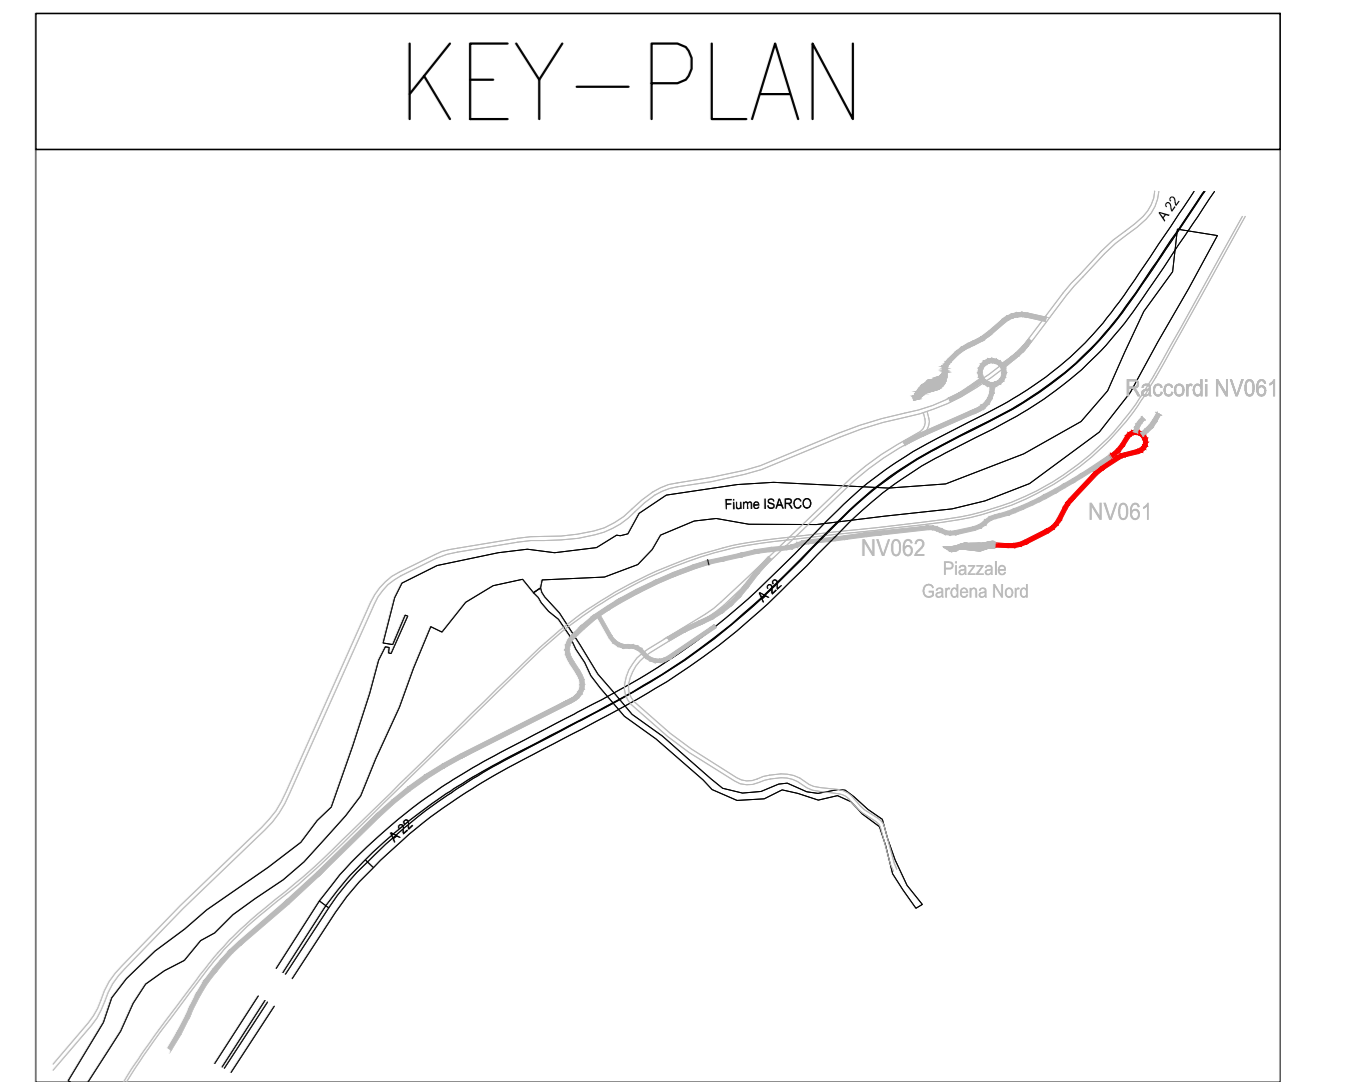 KEY-PLAN
A 22
Raccordi NV061
Fiume ISARCO
NV061
NV062
Piazzale
Gardena Nord
A 22
A 22